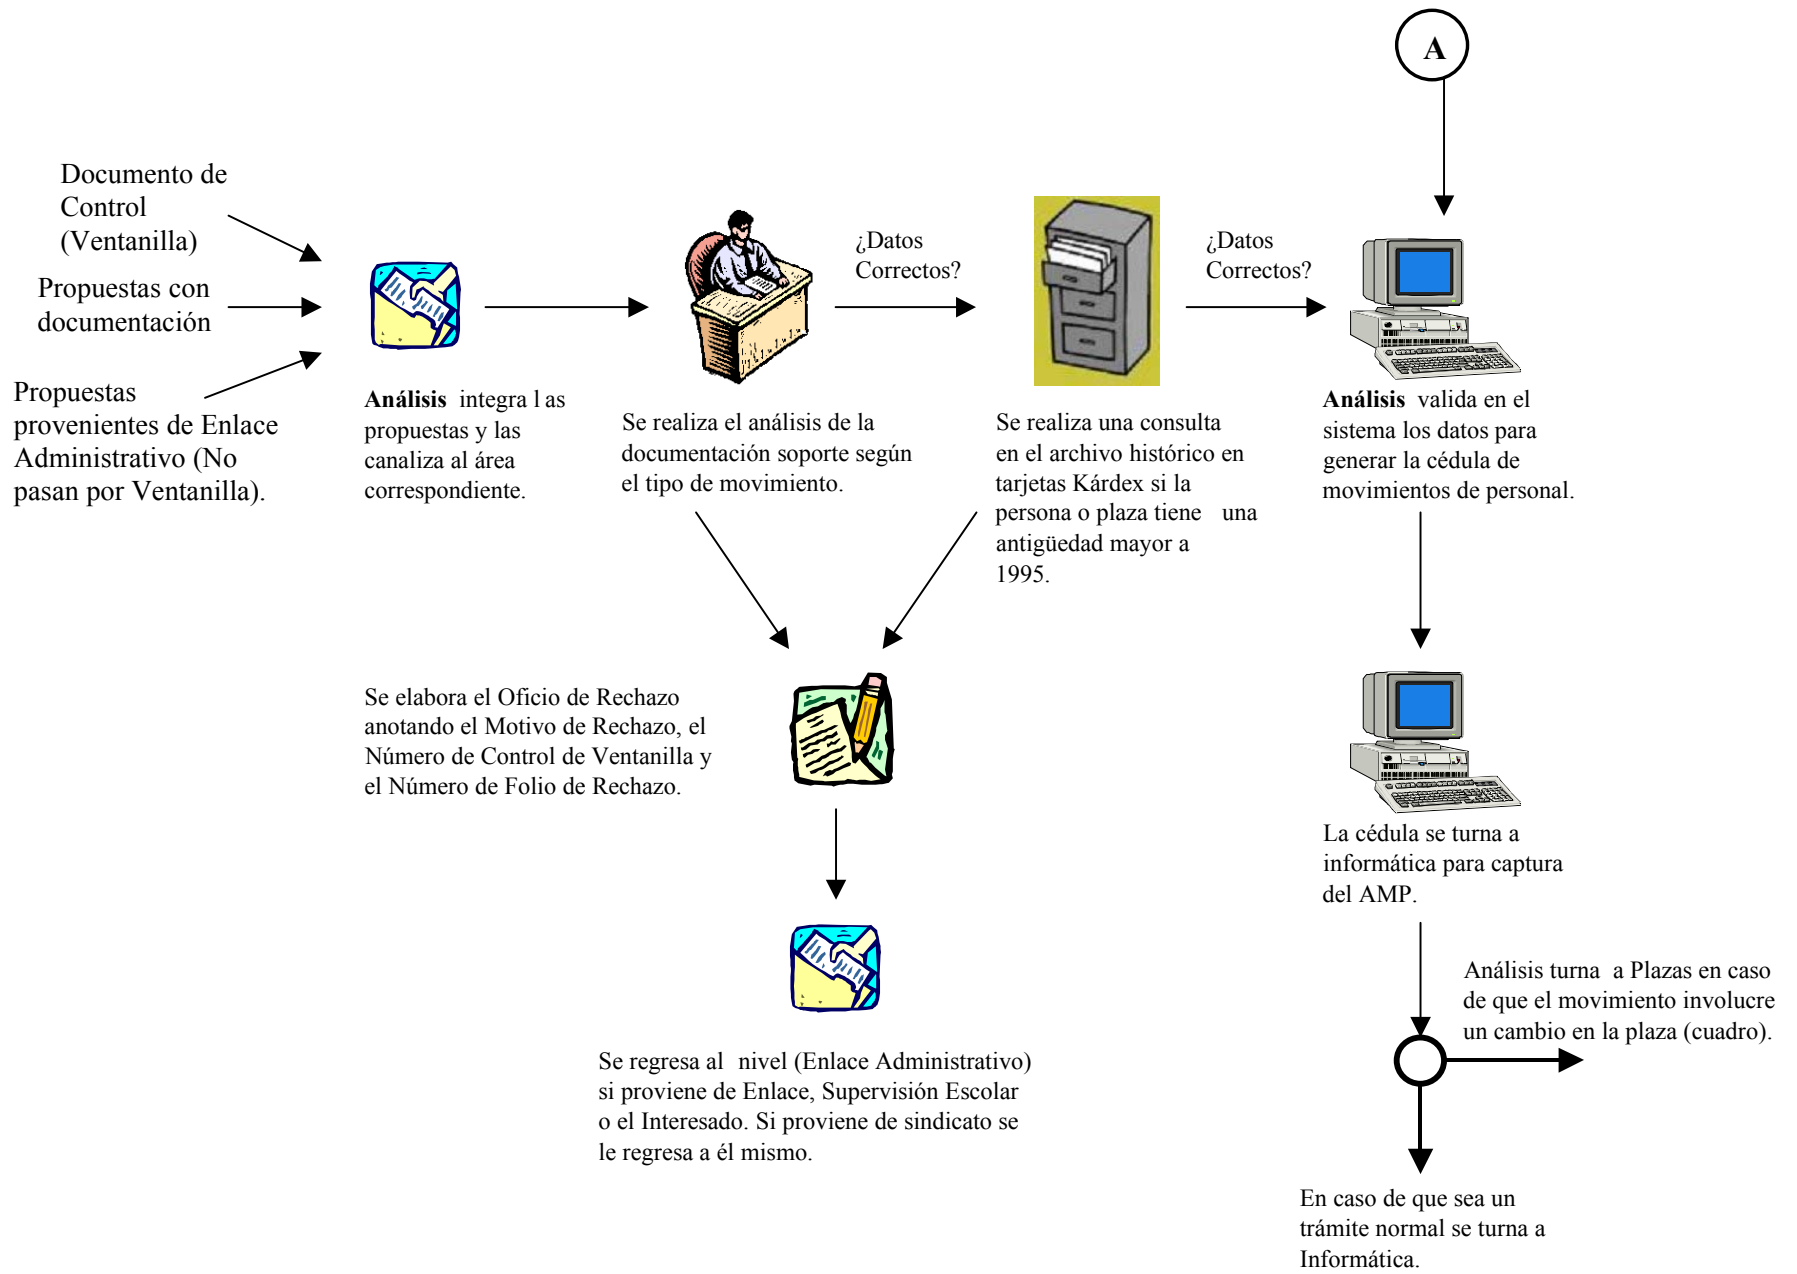 A
Documento de
Control
(Ventanilla)
Propuestas con
documentación
Propuestas
provenientes de Enlace
Administrativo (No
pasan por Ventanilla).
Análisis integra l as
propuestas y las
canaliza al área
correspondiente.
Se realiza el análisis de la
documentación soporte según
el tipo de movimiento.
¿Datos
Correctos?
Se realiza una consulta
en el archivo histórico en
tarjetas Kárdex si la
persona o plaza tiene una
antigüedad mayor a
1995.
¿Datos
Correctos?
Análisis valida en el
sistema los datos para
generar la cédula de
movimientos de personal.
Se elabora el Oficio de Rechazo
anotando el Motivo de Rechazo, el
Número de Control de Ventanilla y
el Número de Folio de Rechazo.
Se regresa al nivel (Enlace Administrativo)
si proviene de Enlace, Supervisión Escolar
o el Interesado. Si proviene de sindicato se
le regresa a él mismo.
La cédula se turna a
informática para captura
del AMP.
Análisis turna a Plazas en caso
de que el movimiento involucre
un cambio en la plaza (cuadro).
En caso de que sea un
trámite normal se turna a
Informática.